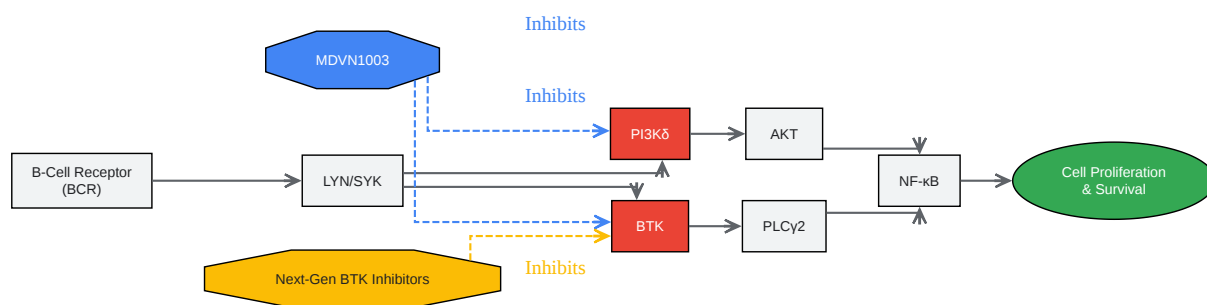 Inhibits
MDVN1003
Inhibits
PI3Kδ
AKT
B-Cell Receptor
(BCR)
LYN/SYK
NF-κB
Cell Proliferation
& Survival
BTK
PLCγ2
Inhibits
Next-Gen BTK Inhibitors